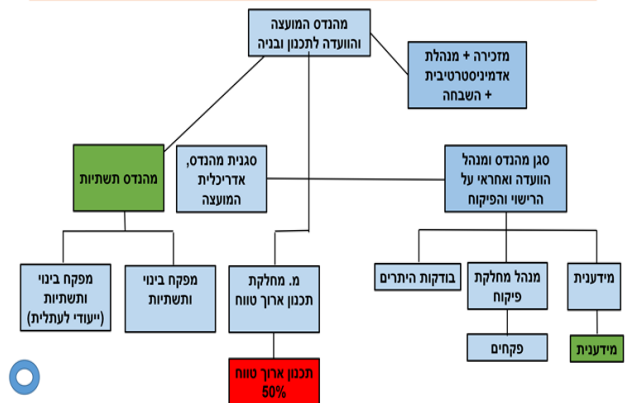 מהנדס המועצה
והוועדה לתכנון ובניה
מזכירה + מנהלת
אדמיניסטרטיבית
+ השבחה
סגן מהנדס ומנהל
הוועדה ואחראי על
הרישוי והפיקוח
סגנית מהנדס,
אדריכלית
המועצה
מהנדס תשתיות
מידענית
מנהל מחלקת
פיקוח
בודקות היתרים
מ. מחלקת
תכנון ארוך טווח
מפקח בינוי
ותשתיות
מפקח בינוי
ותשתיות
(ייעודי לעתלית)
מידענית
פקחים
תכנון ארוך טווח
50%